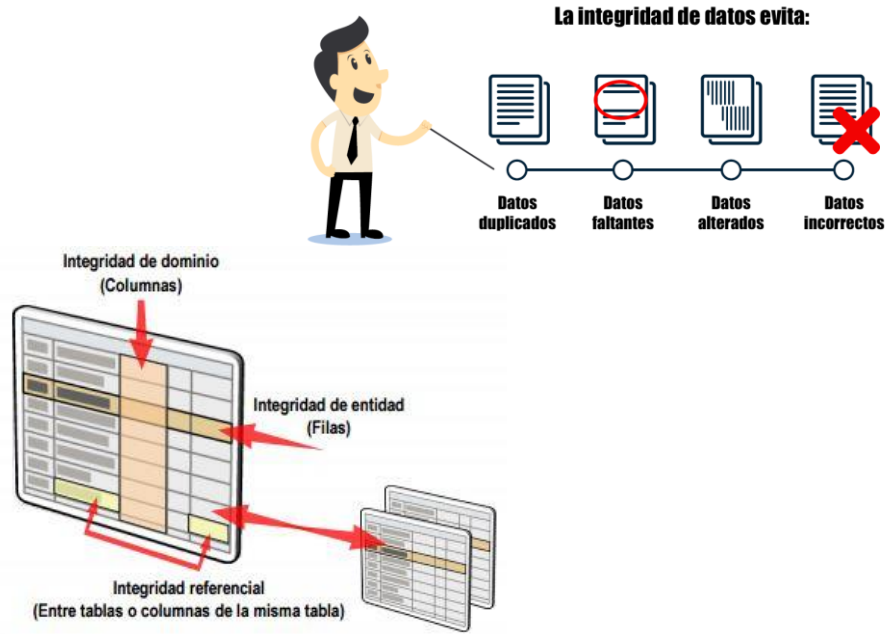 La integridad de datos evita:
Datos
duplicados
Datos
faltantes
Datos
alterados
Datos
incorrectos
Integridad de dominio
(Columnas)
Integridad de entidad
(Filas)
Integridad referencial
(Entre tablas o columnas de la misma tabla)